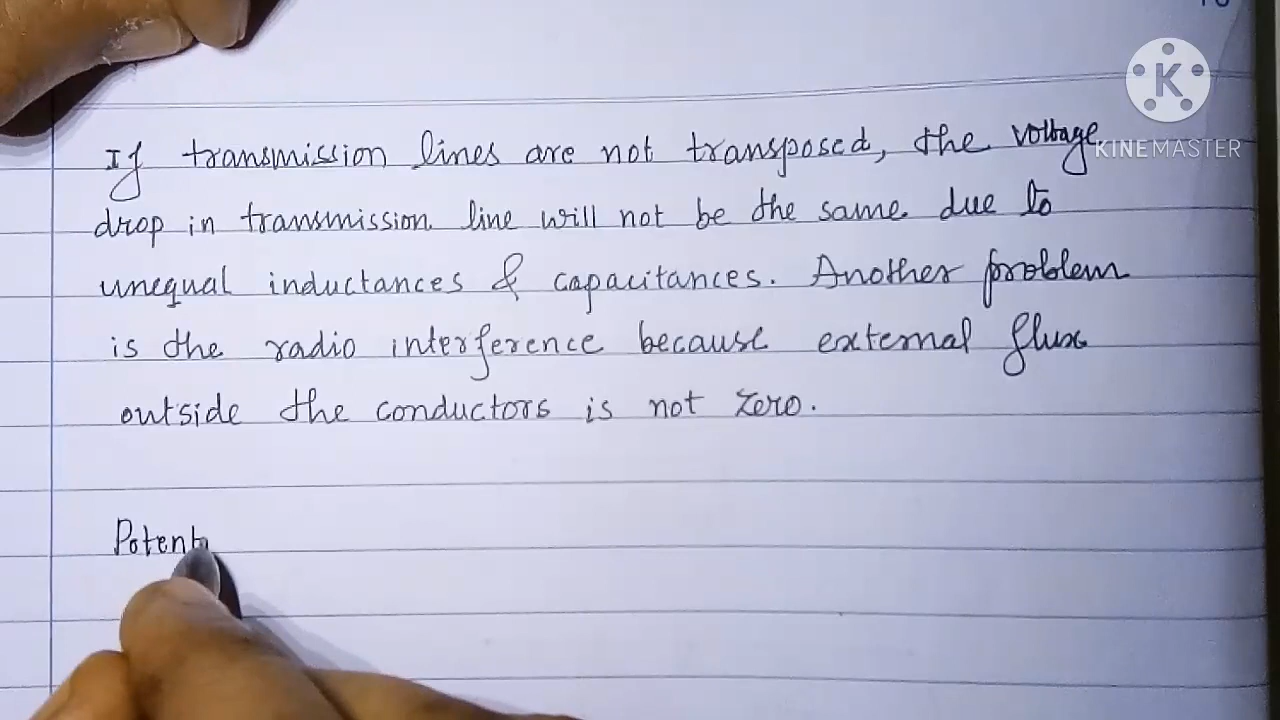 K
KINEMASTER
If transmission lines are not transposed, the voltage
drop in transmission line will not be the same due to
unequal inductances & capacitances. Another problem
is the radio interference because external flux
outside the conductors is not zero.
Potent